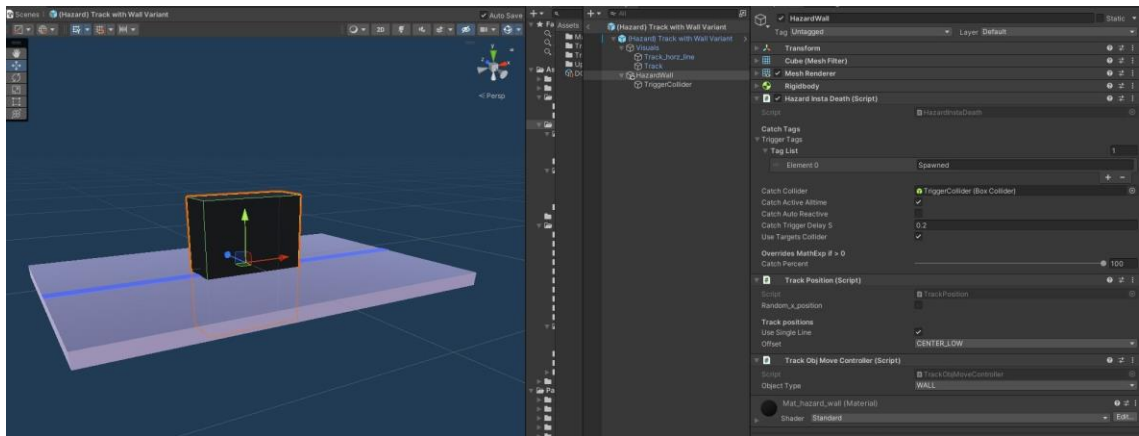 Scenes
(Hazard) Track with Wall Variant
Auto Save
2D
y
Persp
Fa
Assets
All
(Hazard) Track with Wall Variant
(Hazard) Track with Wall Variant
Visuals
Track_horz_line
Track
HazardWall
TriggerCollider
HazardWall
Static
Tag Untagged
Layer Default
Transform
Cube (Mesh Filter)
Mesh Renderer
Rigidbody
Hazard Insta Death (Script)
Script
HazardInstaDeath
Catch Tags
Trigger Tags
Tag List
1
Element 0
Spawned
+ -
Catch Collider
TriggerCollider (Box Collider)
Catch Active Alltime
Catch Auto Reactive
Catch Trigger Delay S
0.2
Use Targets Collider
Overrides MathExp if > 0
Catch Percent
100
Track Position (Script)
Script
TrackPosition
Random_x_position
Track positions
Use Single Line
Offset
CENTER_LOW
Track Obj Move Controller (Script)
Script
TrackObjMoveController
Object Type
WALL
Mat_hazard_wall (Material)
Shader Standard
Edit...